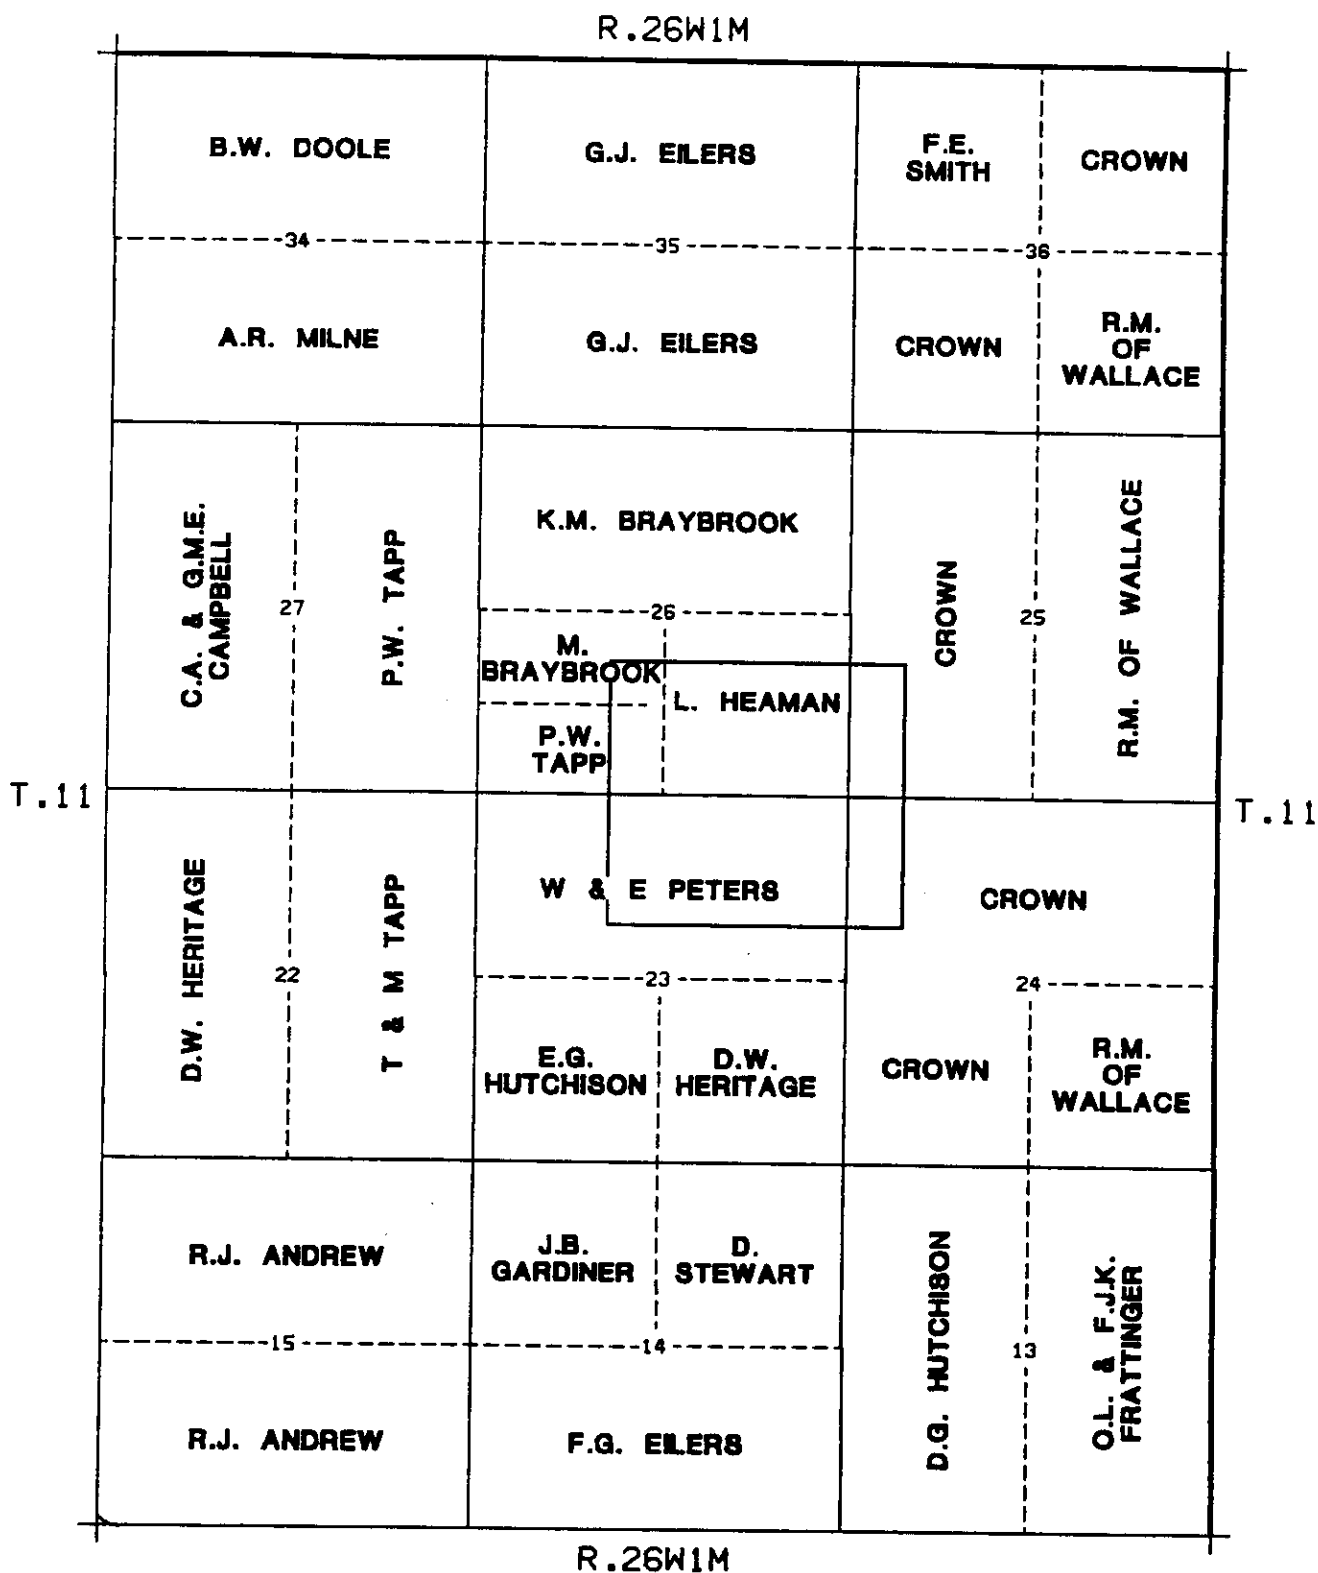 R.26W1M
B.W. DOOLE
G.J. EILERS
F.E.
SMITH
CROWN
34
35
36
A.R. MILNE
G.J. EILERS
CROWN
R.M.
OF
WALLACE
C.A. & G.M.E.
CAMPBELL
27
P.W. TAPP
K.M. BRAYBROOK
26
M.
BRAYBROOK
L. HEAMAN
P.W.
TAPP
CROWN
25
R.M. OF WALLACE
T.11
T.11
D.W. HERITAGE
22
T & M TAPP
W & E PETERS
CROWN
23
24
E.G.
HUTCHISON
D.W.
HERITAGE
CROWN
R.M.
OF
WALLACE
R.J. ANDREW
J.B.
GARDINER
D.
STEWART
15
14
D.G. HUTCHISON
13
O.L. & F.J.K.
FRATTINGER
R.J. ANDREW
F.G. EILERS
R.26W1M